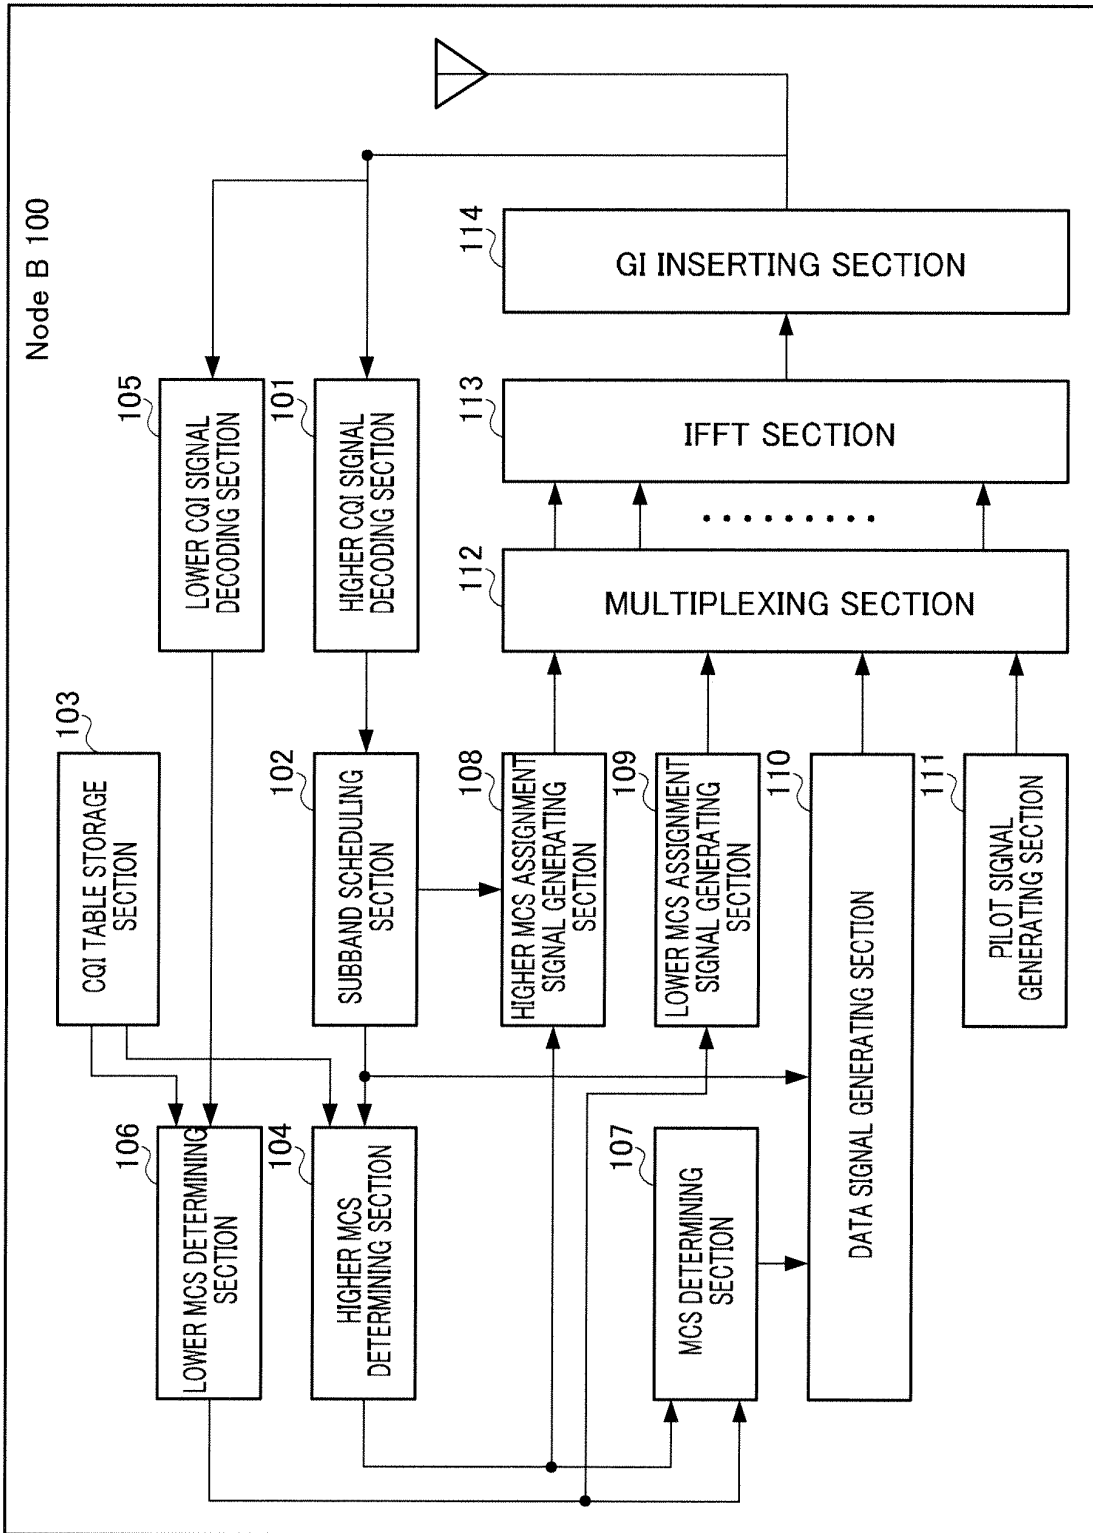 Node B 100
105
LOWER CQI SIGNAL
DECODING SECTION
101
HIGHER CQI SIGNAL
DECODING SECTION
114
GI INSERTING SECTION
113
IFFT SECTION
112
MULTIPLEXING SECTION
103
CQI TABLE STORAGE
SECTION
102
SUBBAND SCHEDULING
SECTION
108
HIGHER MCS ASSIGNMENT
SIGNAL GENERATING
SECTION
109
LOWER MCS ASSIGNMENT
SIGNAL GENERATING
SECTION
110
DATA SIGNAL GENERATING SECTION
111
PILOT SIGNAL
GENERATING SECTION
106
LOWER MCS DETERMINING
SECTION
104
HIGHER MCS
DETERMINING SECTION
107
MCS DETERMINING
SECTION